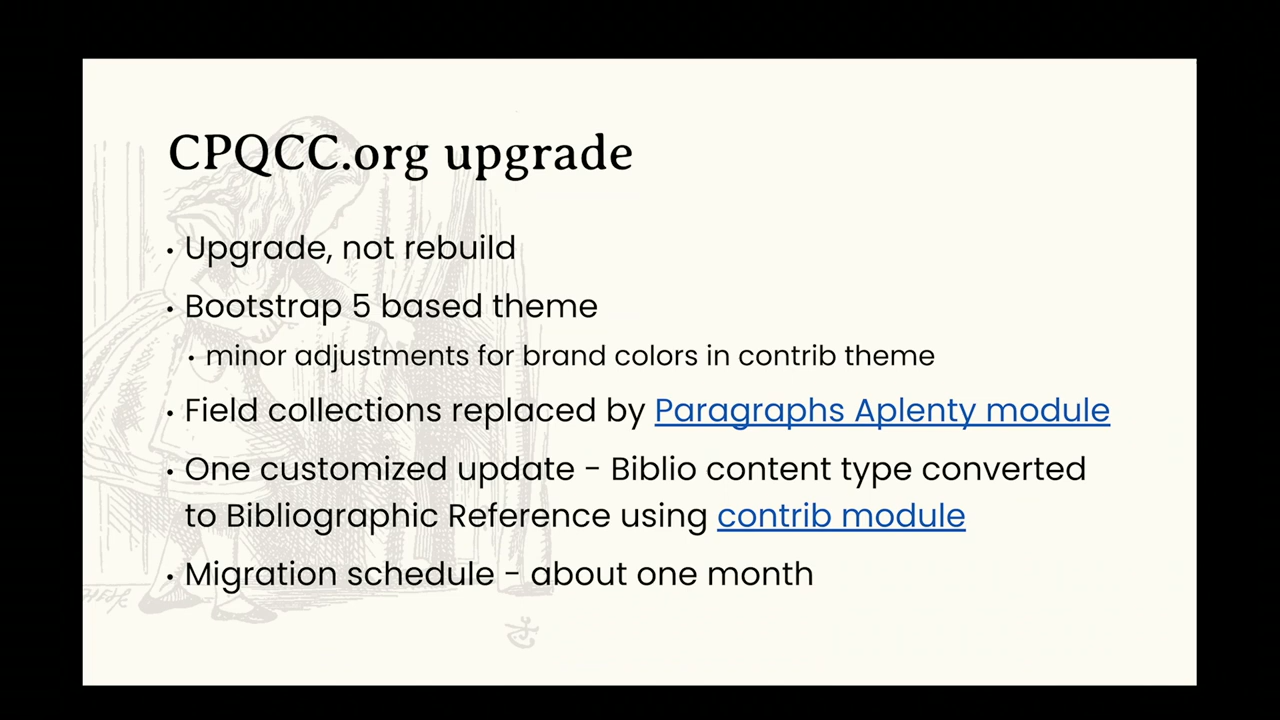 CPQCC.org upgrade
• Upgrade, not rebuild
• Bootstrap 5 based theme
• minor adjustments for brand colors in contrib theme
• Field collections replaced by Paragraphs Aplenty module
• One customized update - Biblio content type converted
to Bibliographic Reference using contrib module
• Migration schedule - about one month